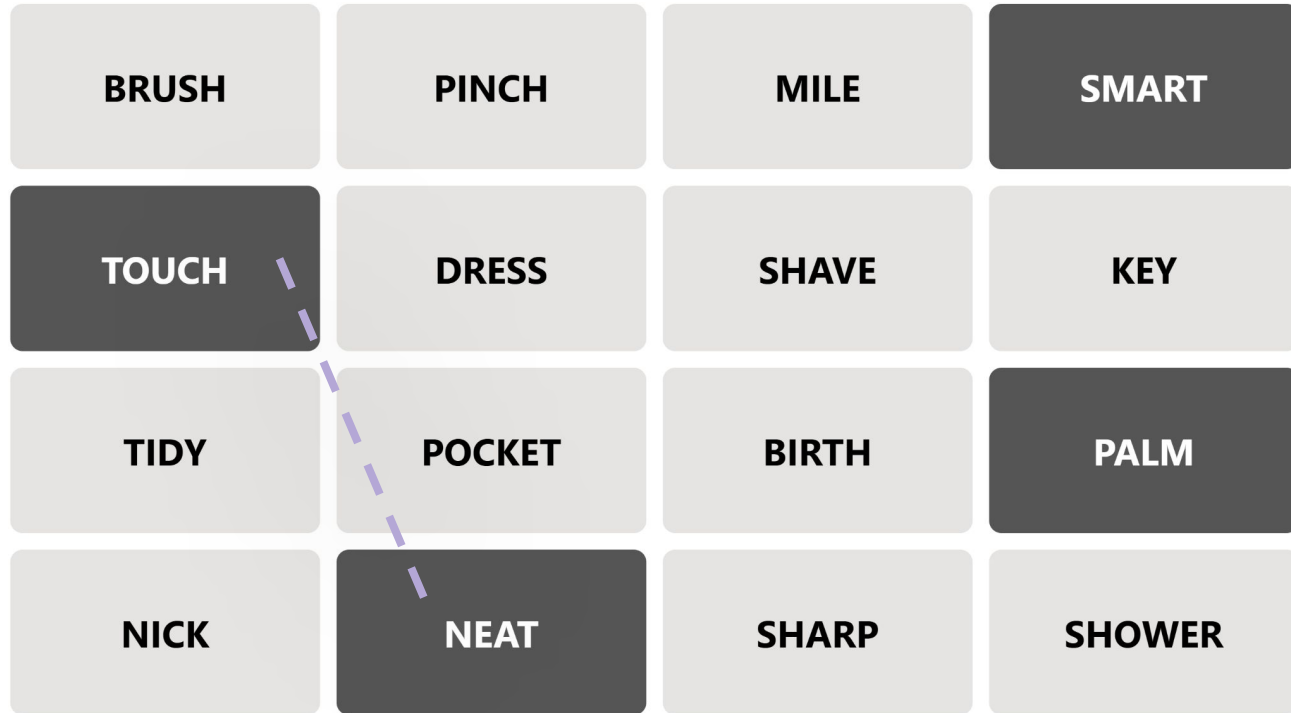 BRUSH PINCH MILE SMART
TOUCH DRESS SHAVE KEY
TIDY POCKET BIRTH PALM
NICK NEAT SHARP SHOWER